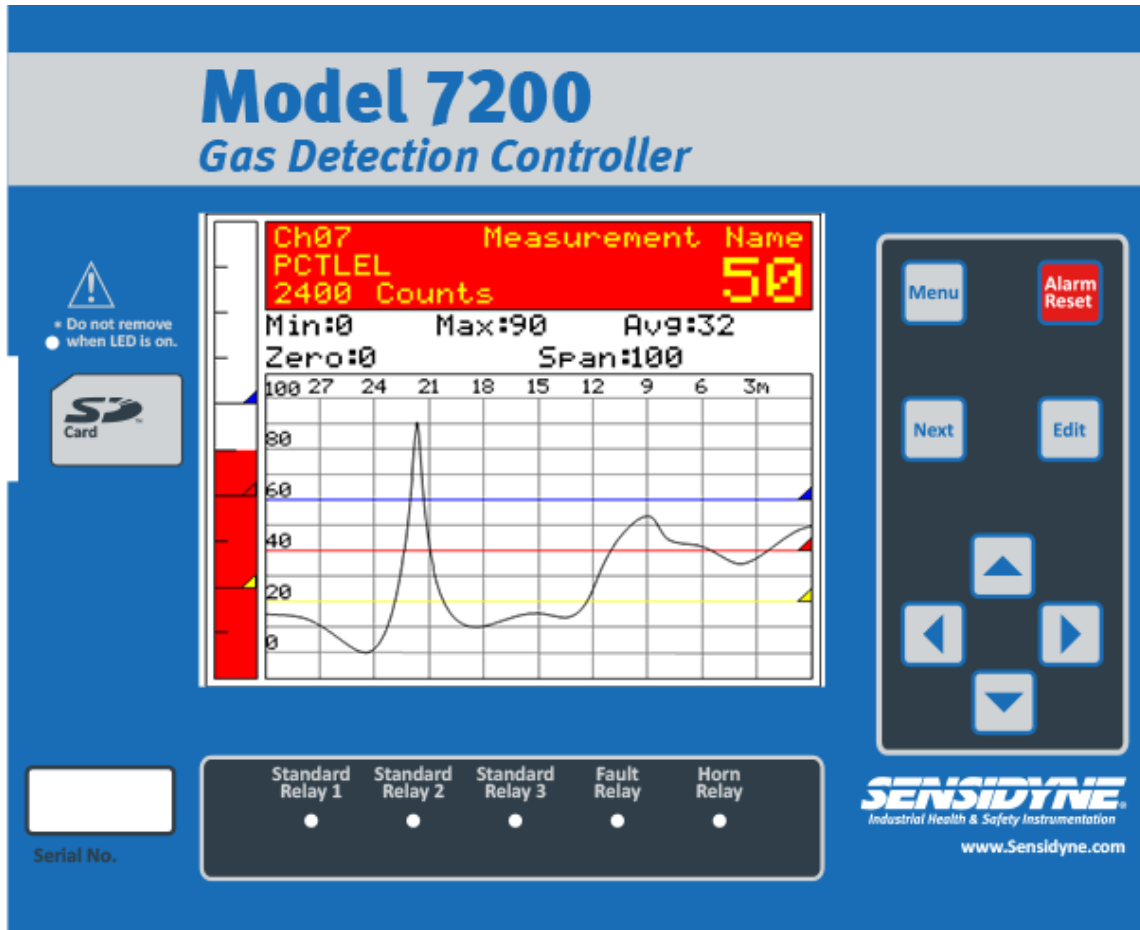 Model 7200
Gas Detection Controller
* Do not remove
when LED is on.
SD
Card
Ch07 Measurement Name
PCTLEL 50
2400 Counts
Min:0 Max:90 Avg:32
Zero:0 Span:100
100 27 24 21 18 15 12 9 6 3m
80
60
40
20
0
Menu
Alarm
Reset
Next
Edit
Standard Standard Standard Fault Horn
Relay 1 Relay 2 Relay 3 Relay Relay
Serial No.
SENSIDYNE®
Industrial Health & Safety Instrumentation
www.Sensidyne.com